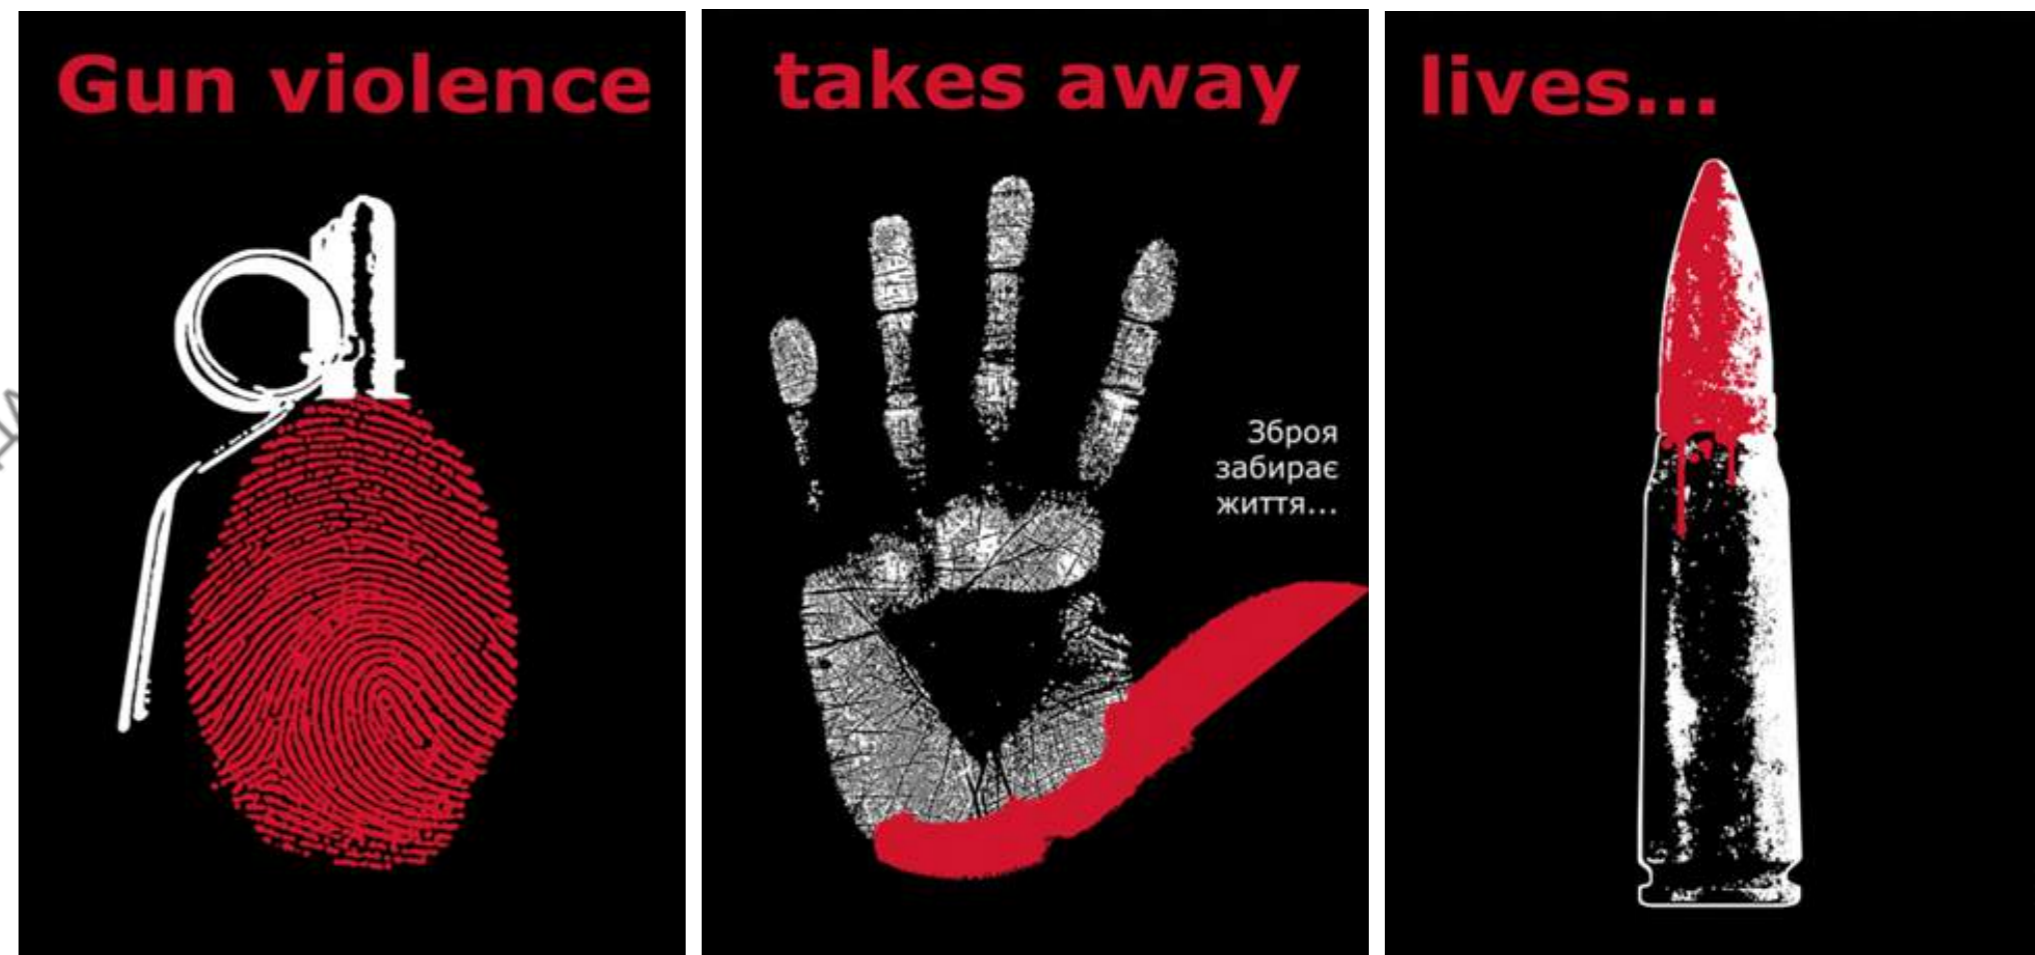 Gun violence
takes away
lives...
Зброя
забирає
життя...